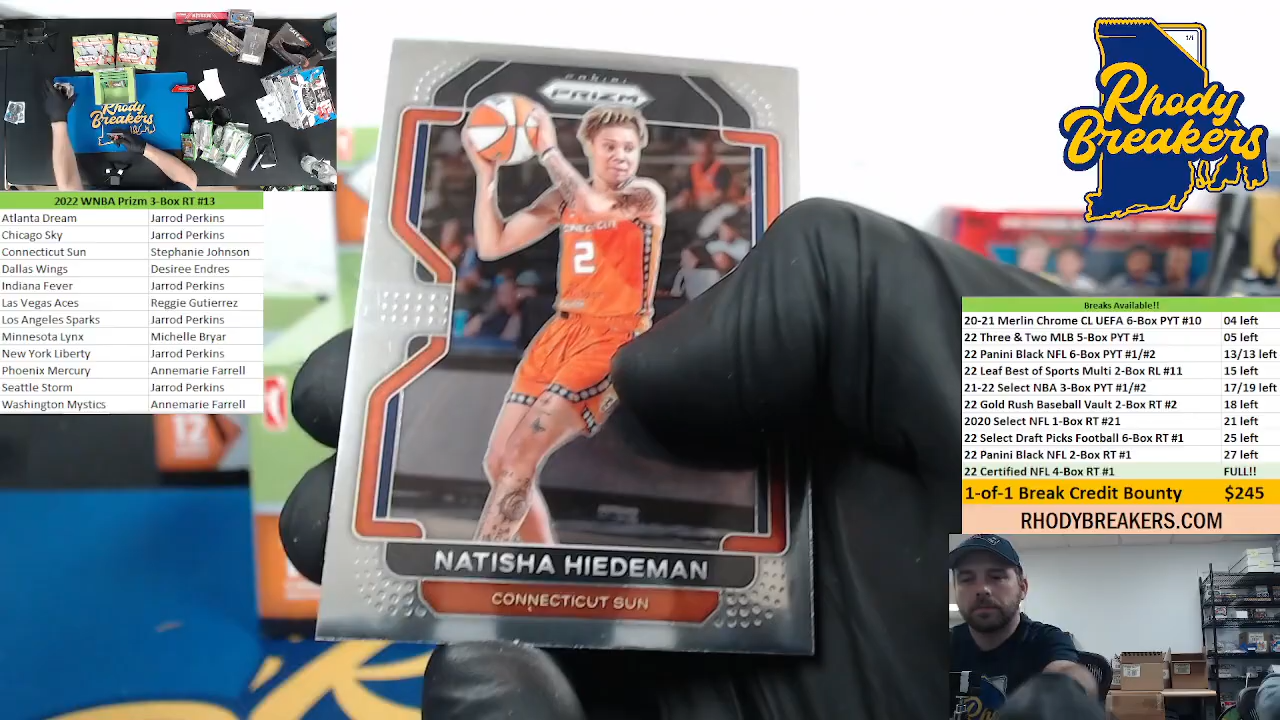 Rhody
Breakers
2022 WNBA Prizm 3-Box RT #13
Atlanta Dream Jarrod Perkins
Chicago Sky Jarrod Perkins
Connecticut Sun Stephanie Johnson
Dallas Wings Desiree Endres
Indiana Fever Jarrod Perkins
Las Vegas Aces Reggie Gutierrez
Los Angeles Sparks Jarrod Perkins
Minnesota Lynx Michelle Bryar
New York Liberty Jarrod Perkins
Phoenix Mercury Annemarie Farrell
Seattle Storm Jarrod Perkins
Washington Mystics Annemarie Farrell
12
PANINI
PRIZM
CONNECTICUT
2
NATISHA HIEDEMAN
CONNECTICUT SUN
1/1
Rhody
Breakers
Breaks Available!!
20-21 Merlin Chrome CL UEFA 6-Box PYT #10 04 left
22 Three & Two MLB 5-Box PYT #1 05 left
22 Panini Black NFL 6-Box PYT #1/#2 13/13 left
22 Leaf Best of Sports Multi 2-Box RL #11 15 left
21-22 Select NBA 3-Box PYT #1/#2 17/19 left
22 Gold Rush Baseball Vault 2-Box RT #2 18 left
2020 Select NFL 1-Box RT #21 21 left
22 Select Draft Picks Football 6-Box RT #1 25 left
22 Panini Black NFL 2-Box RT #1 27 left
22 Certified NFL 4-Box RT #1 FULL!!
1-of-1 Break Credit Bounty $245
RHODYBREAKERS.COM